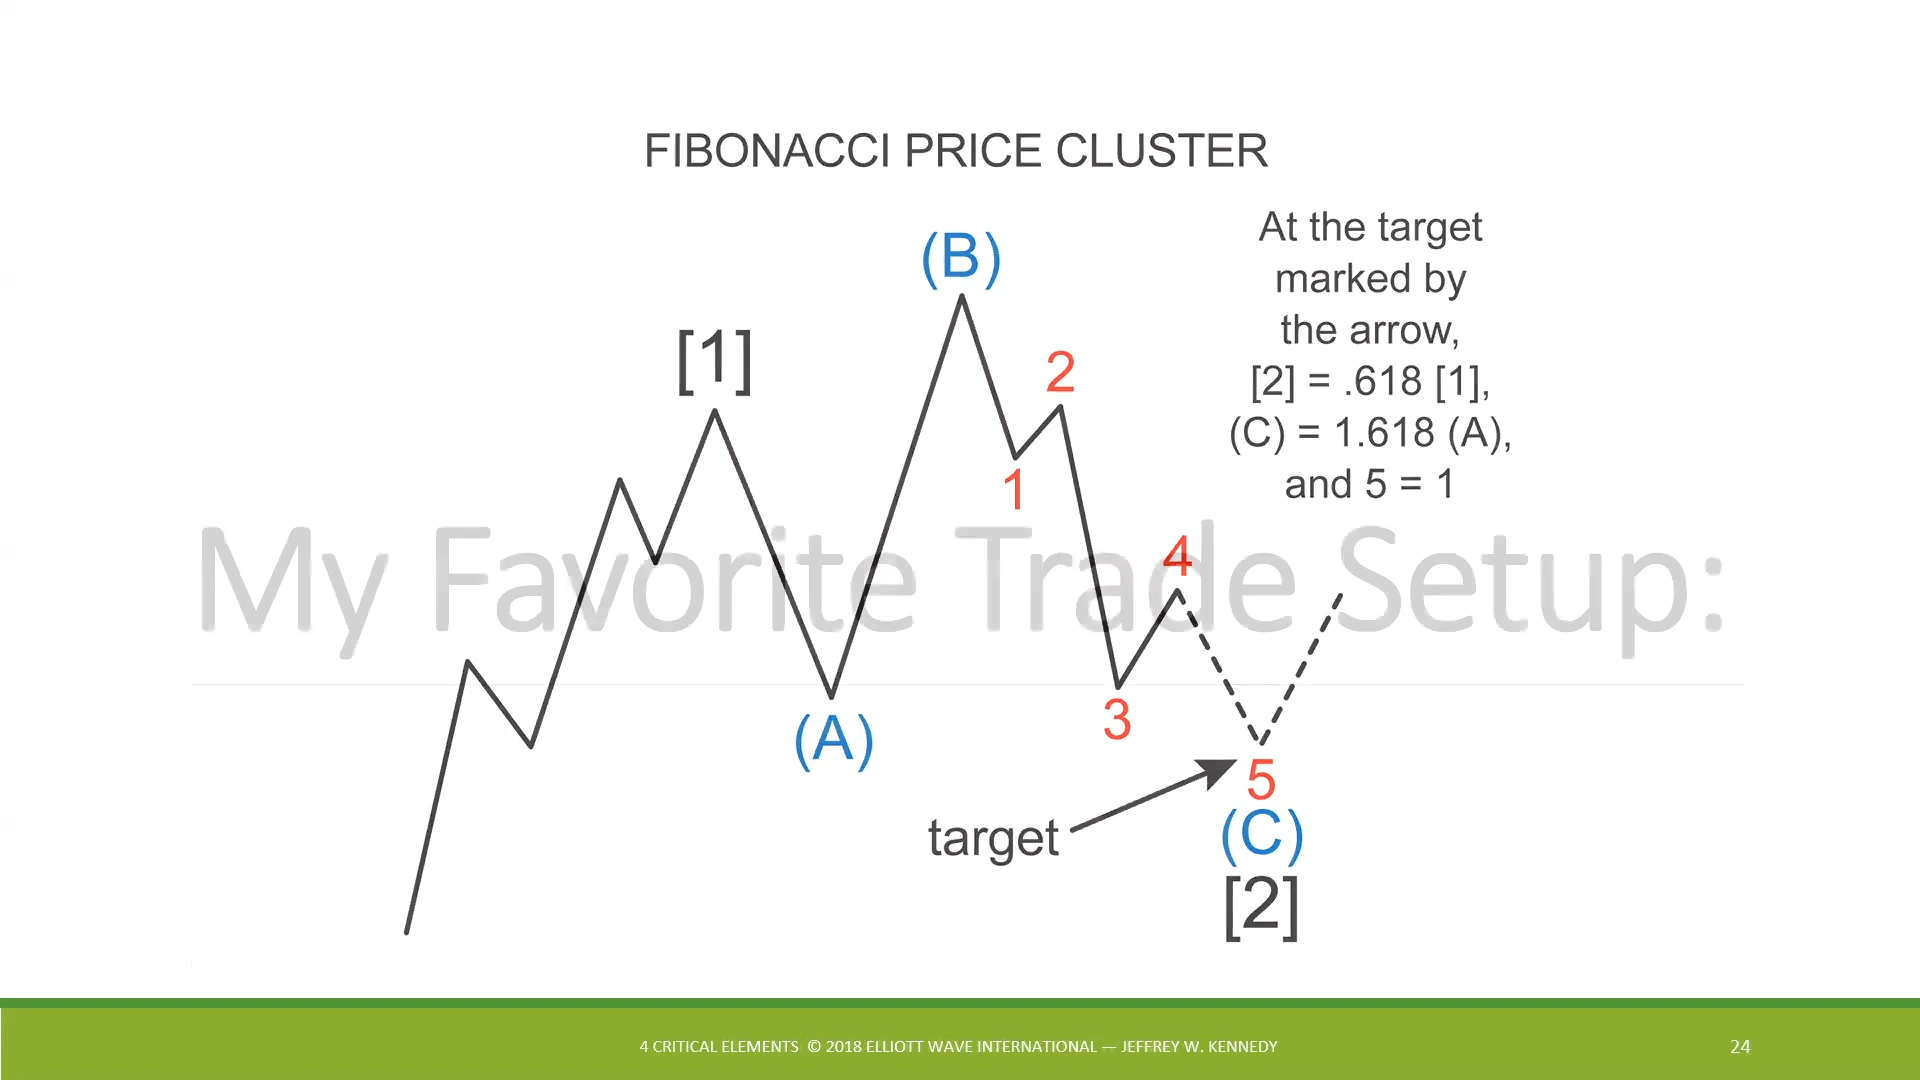 FIBONACCI PRICE CLUSTER
At the target
marked by
the arrow,
[2] = .618 [1],
(C) = 1.618 (A),
and 5 = 1
(B)
[1]
2
1
My Favorite Trade Setup:
4
(A)
3
target
5
(C)
[2]
4 CRITICAL ELEMENTS © 2018 ELLIOTT WAVE INTERNATIONAL — JEFFREY W. KENNEDY
24